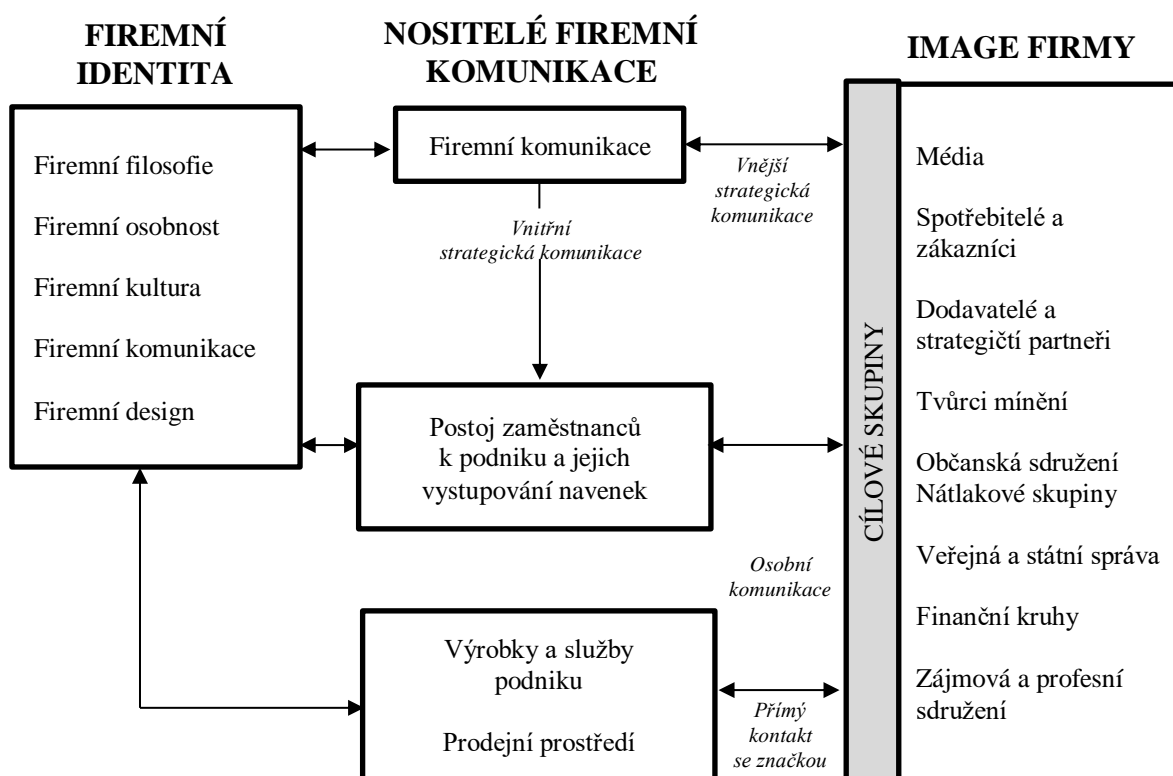 FIREMNÍ
IDENTITA
Firemní filosofie
Firemní osobnost
Firemní kultura
Firemní komunikace
Firemní design
NOSITELÉ FIREMNÍ
KOMUNIKACE
Firemní komunikace
Vnitřní
strategická komunikace
Postoj zaměstnanců
k podniku a jejich
vystupování navenek
Výrobky a služby
podniku
Prodejní prostředí
Vnější
strategická
komunikace
Osobní
komunikace
Přímý
kontakt
se značkou
IMAGE FIRMY
CÍLOVÉ SKUPINY
Média
Spotřebitelé a
zákazníci
Dodavatelé a
strategičtí partneři
Tvůrci mínění
Občanská sdružení
Nátlakové skupiny
Veřejná a státní správa
Finanční kruhy
Zájmová a profesní
sdružení